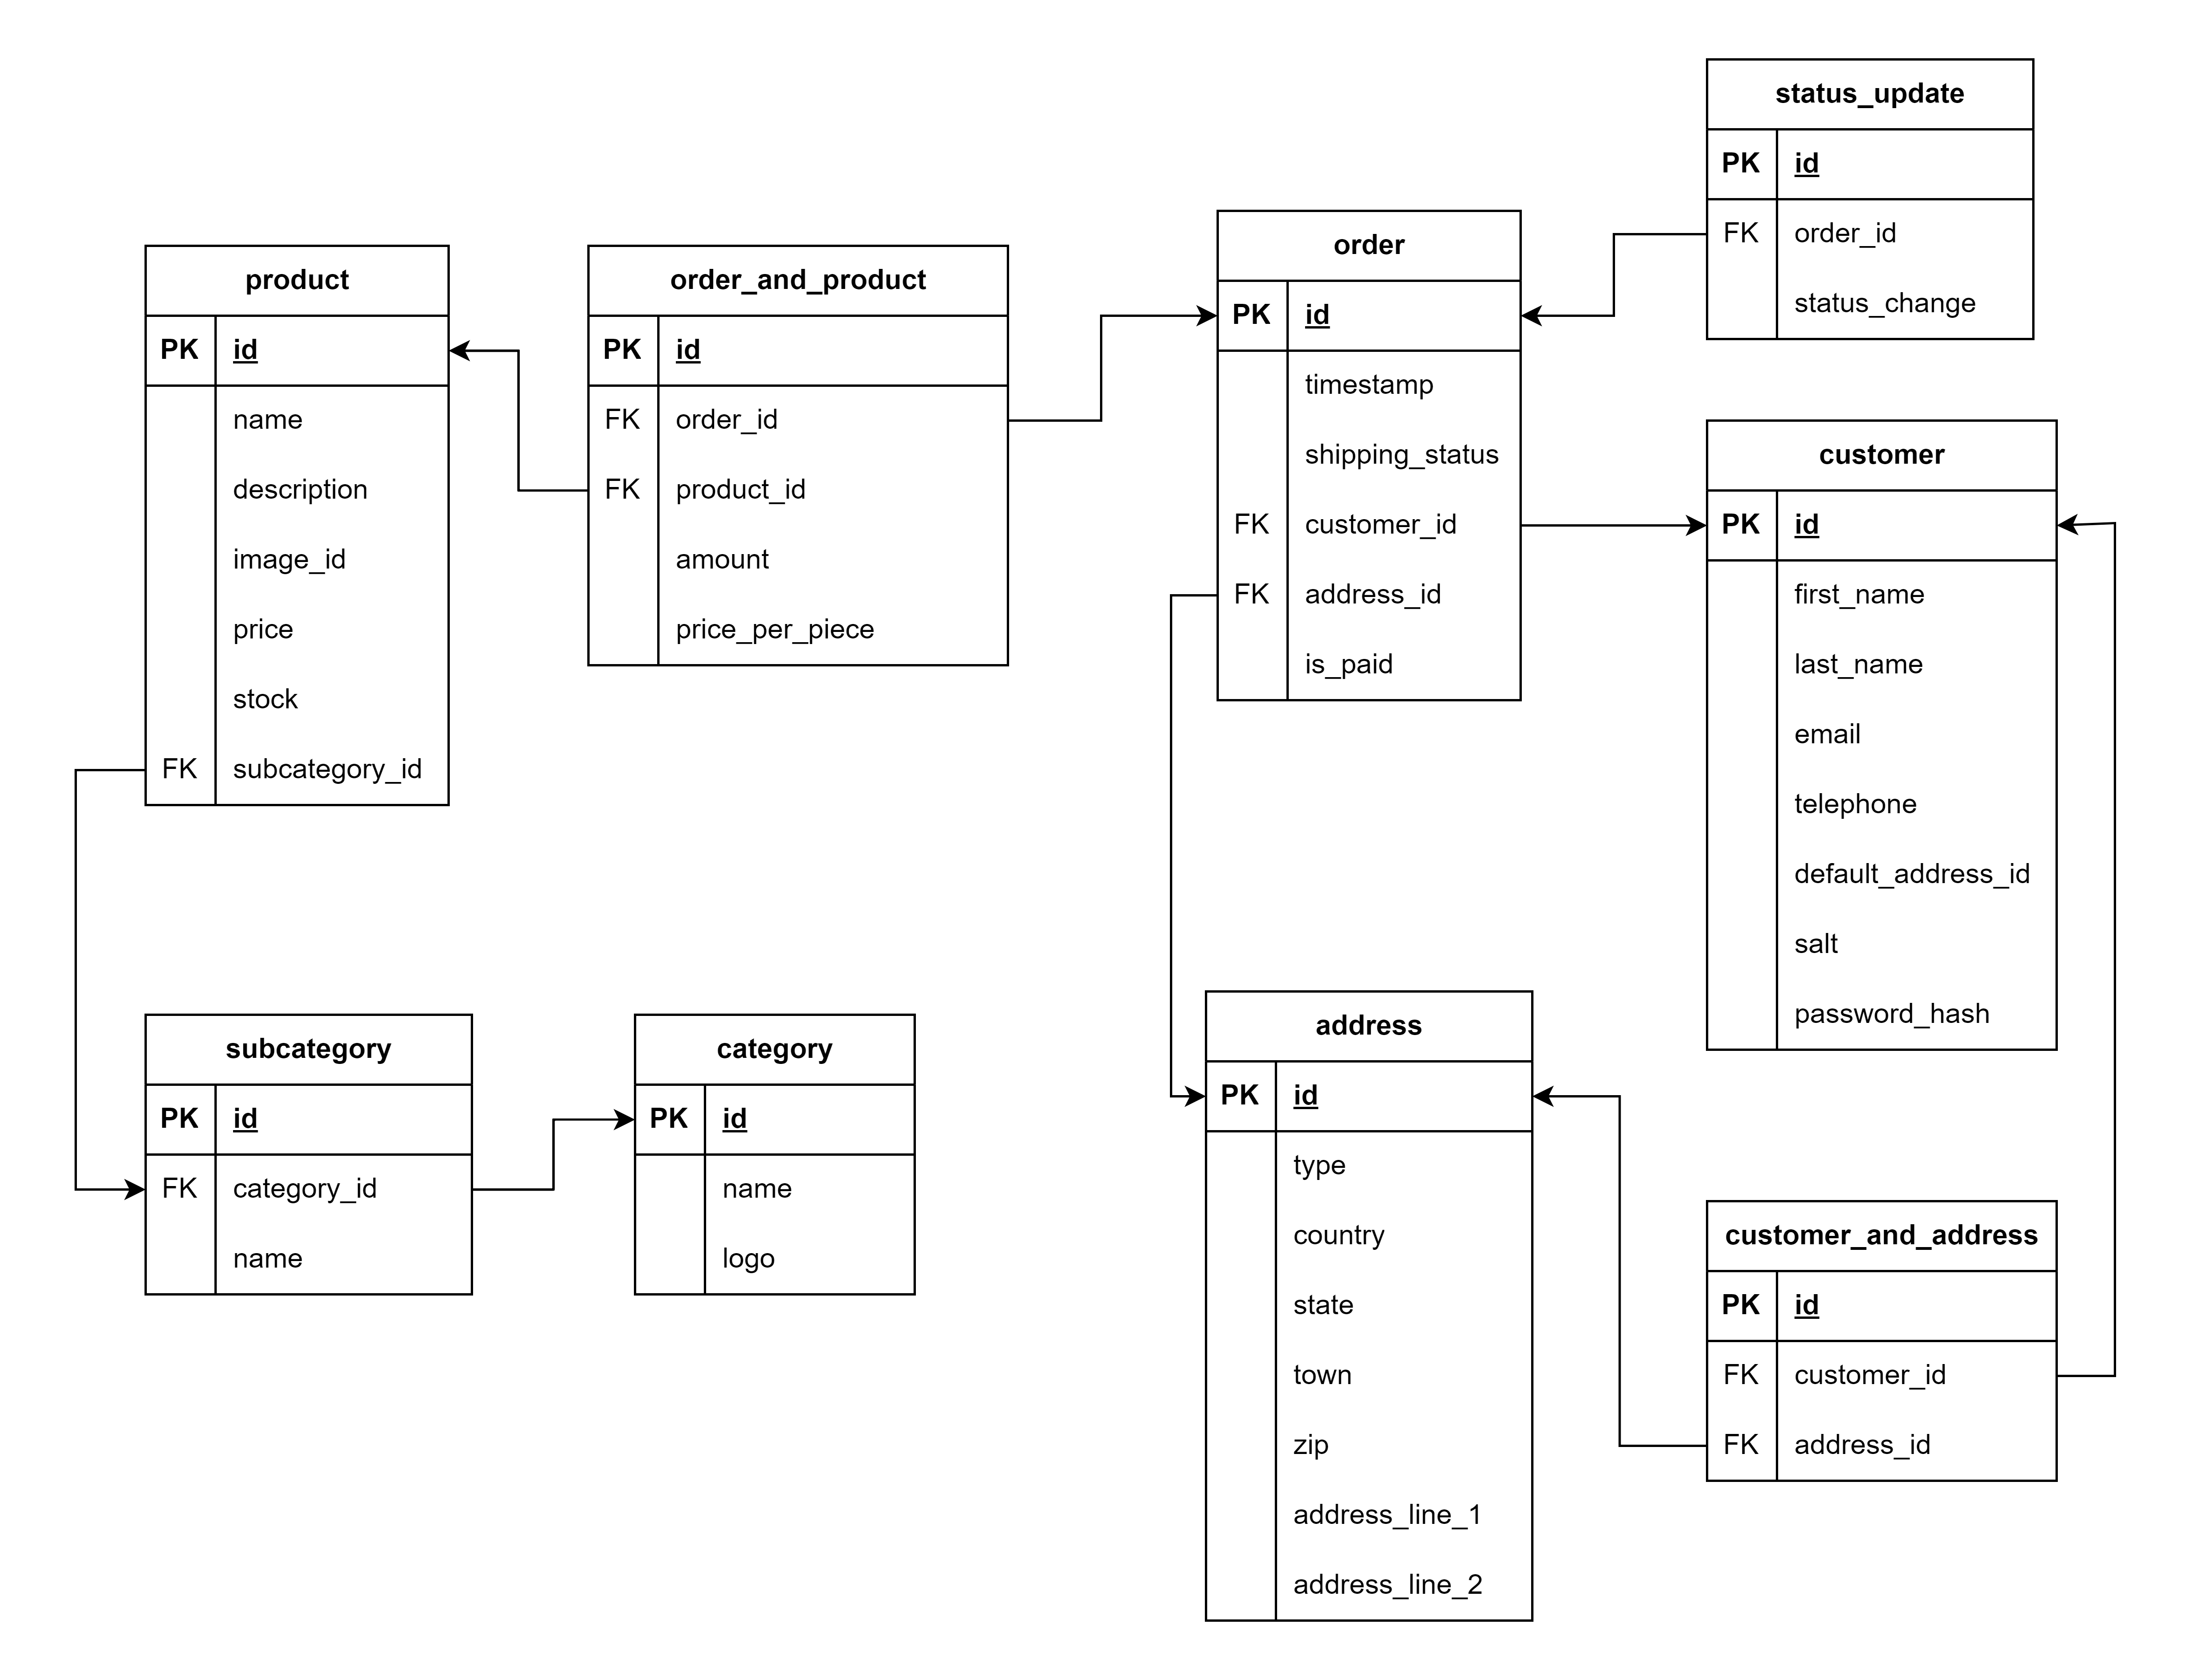 status_update
PK id
FK order_id
status_change
order
PK id
timestamp
shipping_status
FK customer_id
FK address_id
is_paid
product
PK id
name
description
image_id
price
stock
FK subcategory_id
order_and_product
PK id
FK order_id
FK product_id
amount
price_per_piece
customer
PK id
first_name
last_name
email
telephone
default_address_id
salt
password_hash
subcategory
PK id
FK category_id
name
category
PK id
name
logo
address
PK id
type
country
state
town
zip
address_line_1
address_line_2
customer_and_address
PK id
FK customer_id
FK address_id